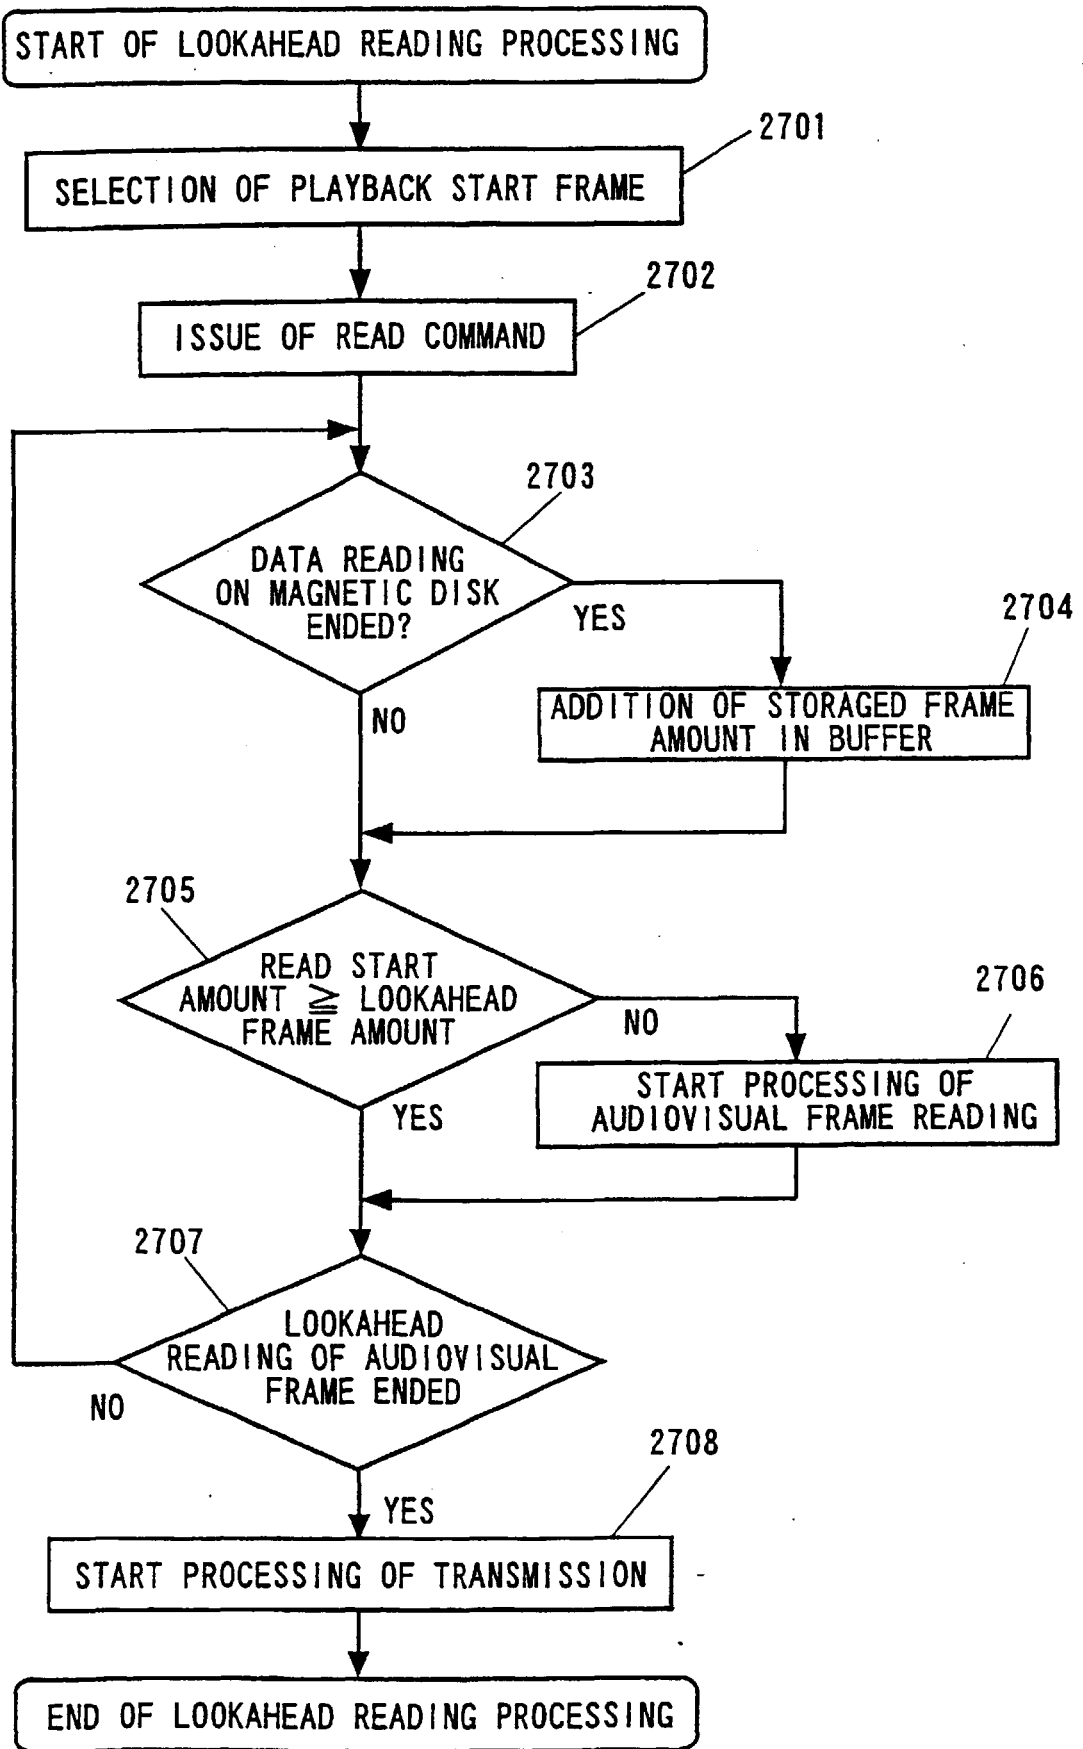 START OF LOOKAHEAD READING PROCESSING
2701
SELECTION OF PLAYBACK START FRAME
2702
ISSUE OF READ COMMAND
2703
DATA READING
ON MAGNETIC DISK
ENDED?
YES
2704
NO
ADDITION OF STORAGED FRAME
AMOUNT IN BUFFER
2705
READ START
AMOUNT ≧ LOOKAHEAD
FRAME AMOUNT
NO
2706
YES
START PROCESSING OF
AUDIOVISUAL FRAME READING
2707
LOOKAHEAD
READING OF AUDIOVISUAL
FRAME ENDED
NO
2708
YES
START PROCESSING OF TRANSMISSION
END OF LOOKAHEAD READING PROCESSING